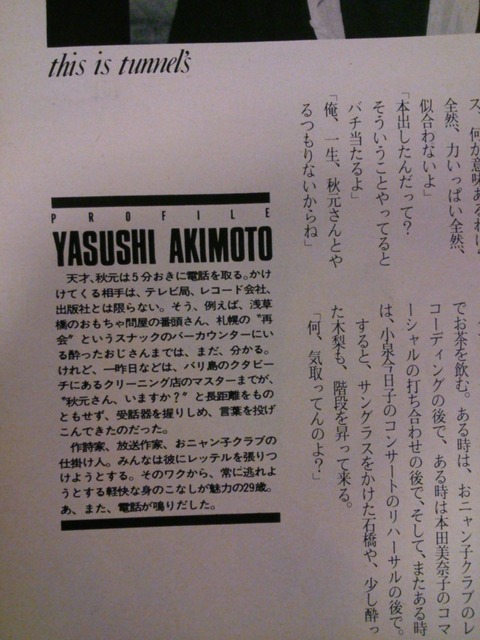 this is tunnel's
ス、何か意味あるわけ
全然、力いっぱい全然、
似合わないよ」
「本出したんだって？
そういうことやってると
バチ当たるよ」
「俺、一生、秋元さんとや
るつもりないからね」
PROFILE
YASUSHI AKIMOTO
天才、秋元は5分おきに電話を取る。かけ
てくる相手は、テレビ局、レコード会社、
出版社とは限らない。そう、例えば、浅草
橋のおもちゃ問屋の番頭さん、札幌の〝再
会〟というスナックのバーカウンターにい
る酔ったおじさんまでは、まだ、分かる。
けれど、一昨日などは、バリ島のクタビー
チにあるクリーニング店のマスターまでが、
〝秋元さん、いますか？〟と長距離をもの
ともせず、受話器を握りしめ、言葉を投げ
こんできたのだった。
作詩家、放送作家、おニャン子クラブの
仕掛け人。みんなは彼にレッテルを張りつ
けようとする。そのワクから、常に逃れよ
うとする軽快な身のこなしが魅力の29歳。
あ、また、電話が鳴りだした。
でお茶を飲む。ある時は、おニャン子クラブのレ
コーディングの後で、ある時は本田美奈子のコマ
ーシャルの打ち合わせの後で、そして、またある時
は、小泉今日子のコンサートのリハーサルの後で。
すると、サングラスをかけた石橋や、少し酔っ
た木梨も、階段を昇って来る。
「何、気取ってんのよ？」